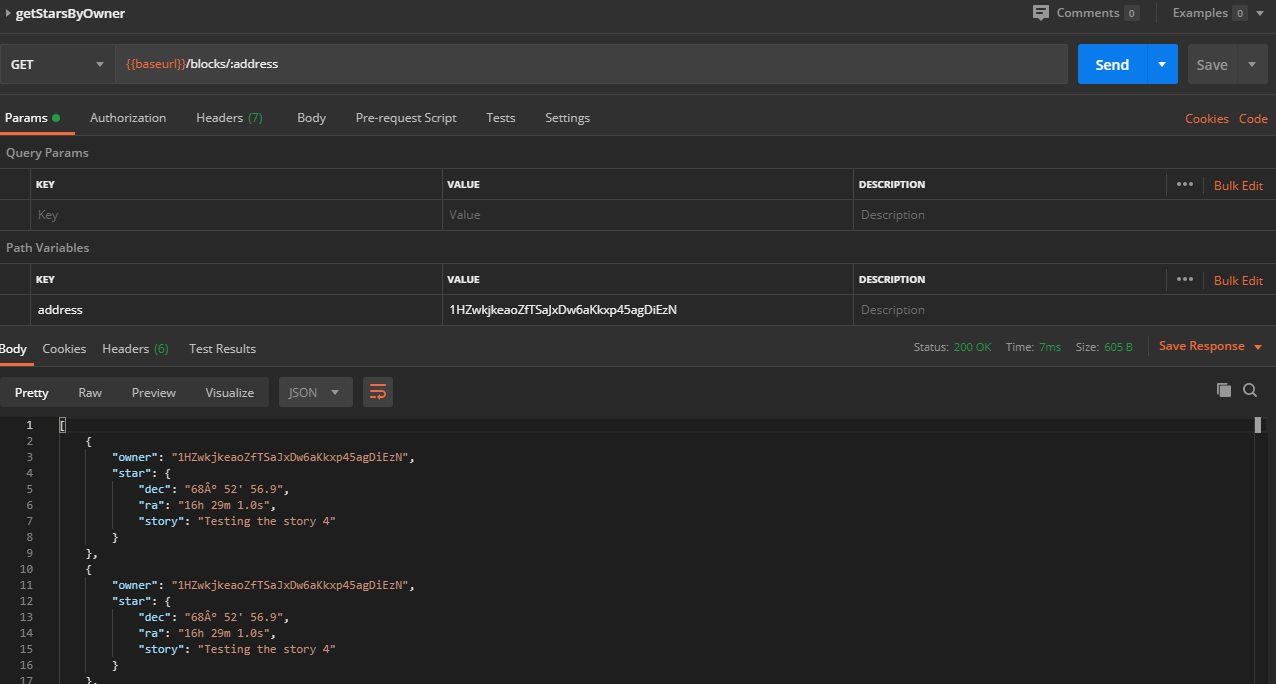 getStarsByOwner
Comments 0
Examples 0
GET
{{baseurl}}/blocks/:address
Send
Save
Params
Authorization
Headers (7)
Body
Pre-request Script
Tests
Settings
Cookies
Code
Query Params
KEY
VALUE
DESCRIPTION
Bulk Edit
Key
Value
Description
Path Variables
KEY
VALUE
DESCRIPTION
Bulk Edit
address
1HZwkjkeaoZfTSaJxDw6aKkxp45agDiEzN
Description
Body
Cookies
Headers (6)
Test Results
Status: 200 OK
Time: 7ms
Size: 605 B
Save Response
Pretty
Raw
Preview
Visualize
JSON
1 [
2 {
3 "owner": "1HZwkjkeaoZfTSaJxDw6aKkxp45agDiEzN",
4 "star": {
5 "dec": "68Âº 52' 56.9",
6 "ra": "16h 29m 1.0s",
7 "story": "Testing the story 4"
8 }
9 },
10 {
11 "owner": "1HZwkjkeaoZfTSaJxDw6aKkxp45agDiEzN",
12 "star": {
13 "dec": "68Âº 52' 56.9",
14 "ra": "16h 29m 1.0s",
15 "story": "Testing the story 4"
16 }
17 },